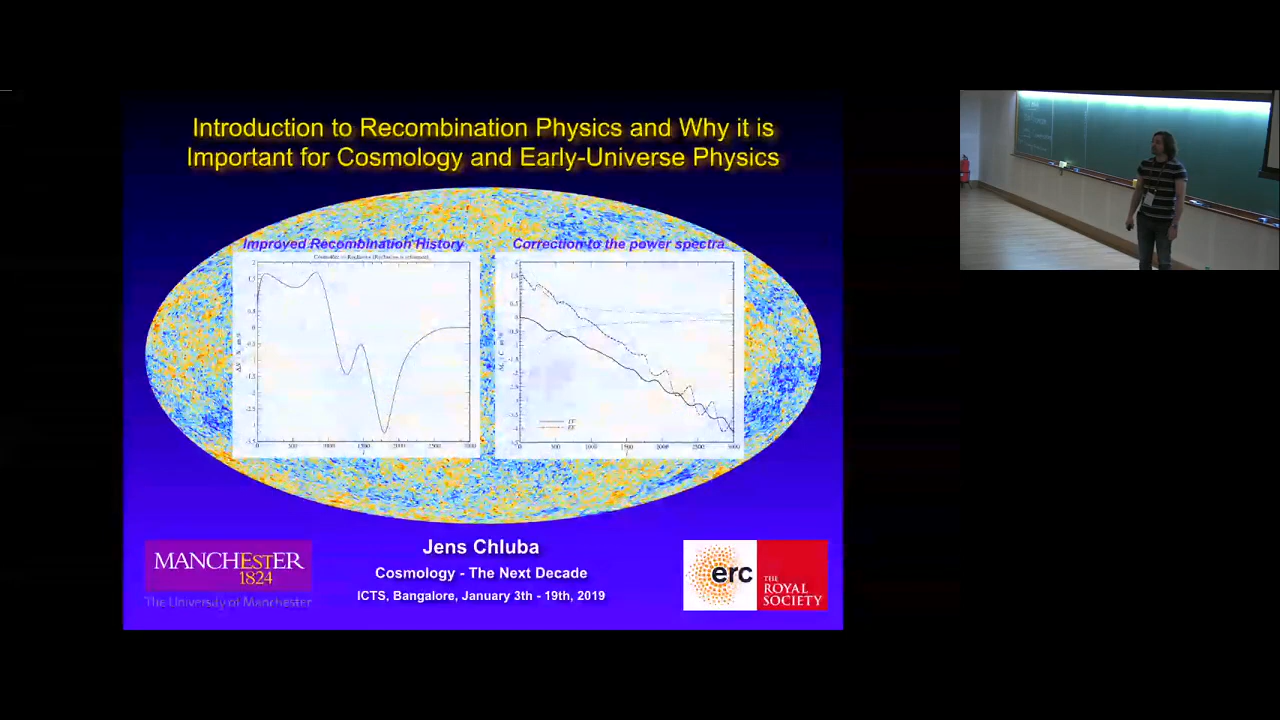 Introduction to Recombination Physics and Why it is
Important for Cosmology and Early-Universe Physics
Improved Recombination History
Correction to the power spectra
Jens Chluba
Cosmology - The Next Decade
ICTS, Bangalore, January 3th - 19th, 2019
MANCHESTER
1824
The University of Manchester
erc
THE
ROYAL
SOCIETY